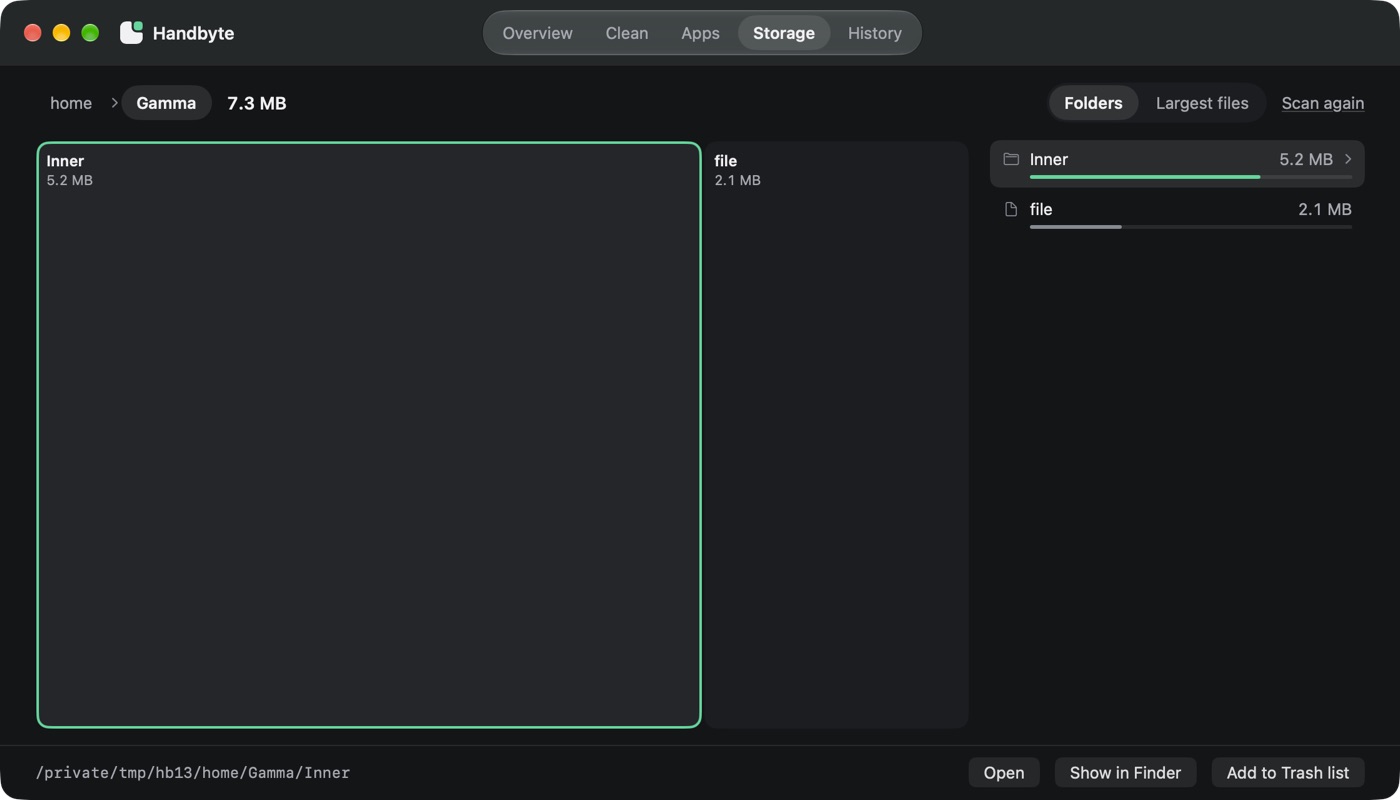 Handbyte
Overview Clean Apps Storage History
home Gamma 7.3 MB
Folders Largest files Scan again
Inner
5.2 MB
file
2.1 MB
Inner 5.2 MB
file 2.1 MB
/private/tmp/hb13/home/Gamma/Inner
Open Show in Finder Add to Trash list